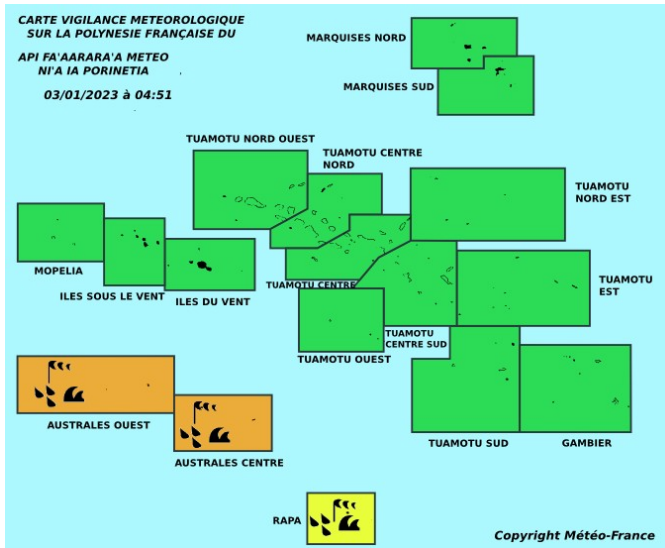 CARTE VIGILANCE METEOROLOGIQUE
SUR LA POLYNESIE FRANÇAISE DU
API FA'AARARA'A METEO
NI'A IA PORINETIA
03/01/2023 à 04:51
MARQUISES NORD
MARQUISES SUD
TUAMOTU NORD OUEST
TUAMOTU CENTRE
NORD
TUAMOTU
NORD EST
MOPELIA
ILES SOUS LE VENT
ILES DU VENT
TUAMOTU CENTRE
TUAMOTU
EST
TUAMOTU
CENTRE SUD
TUAMOTU OUEST
AUSTRALES OUEST
AUSTRALES CENTRE
TUAMOTU SUD
GAMBIER
RAPA
Copyright Météo-France